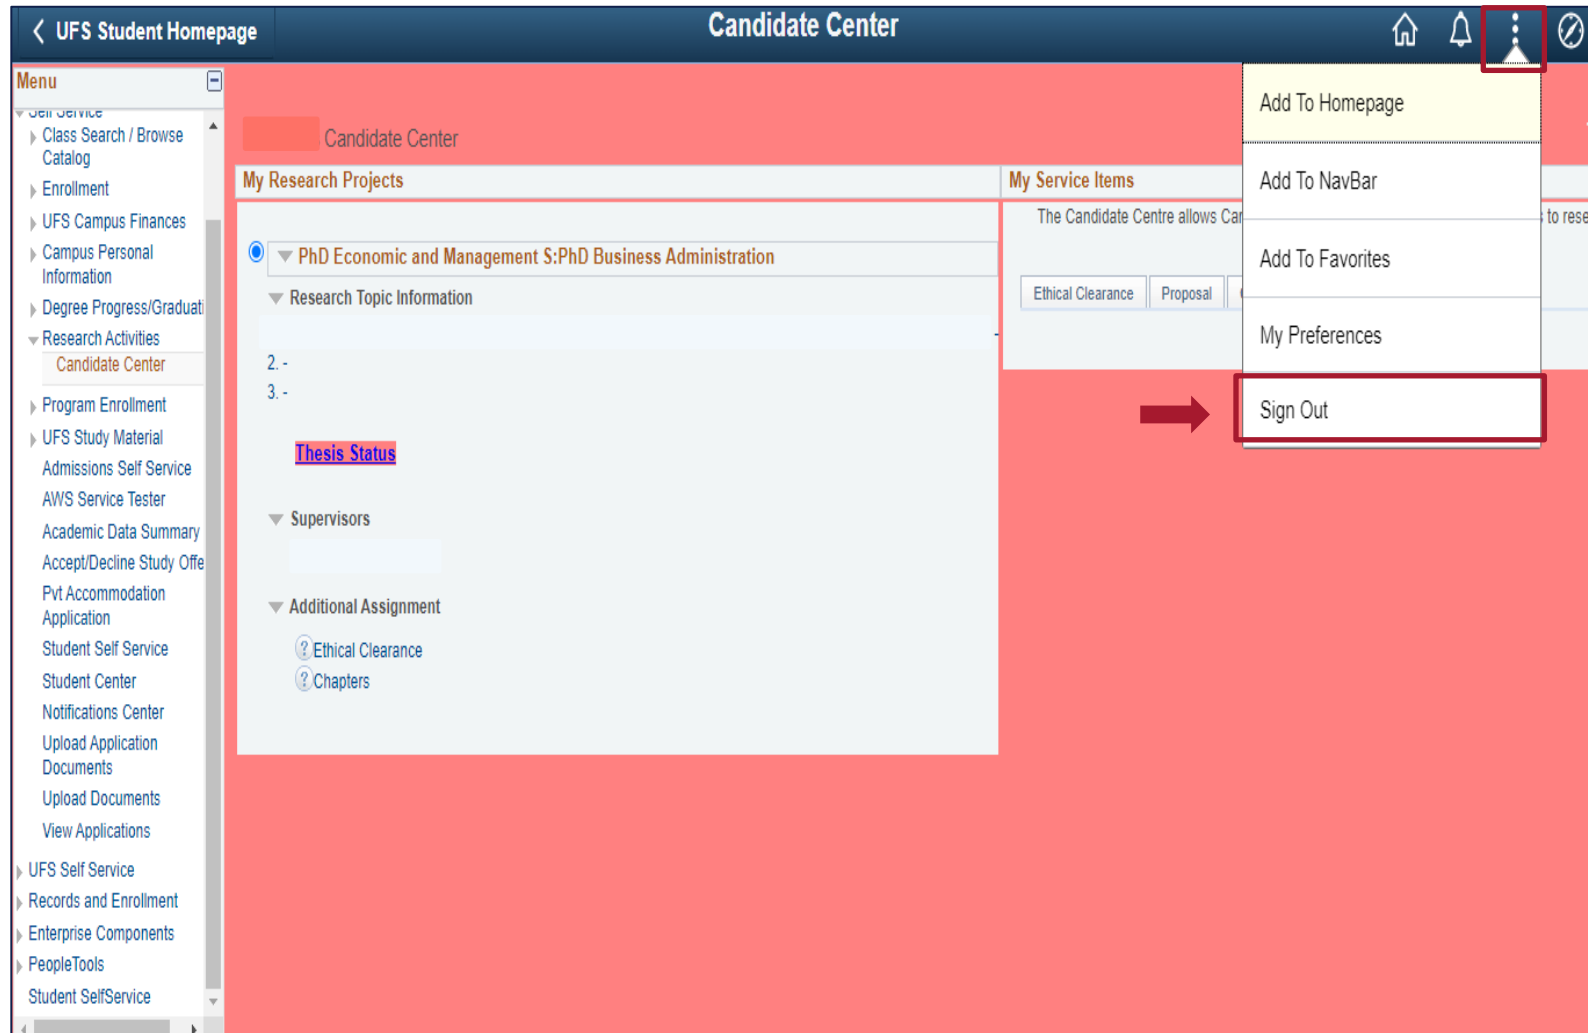 UFS Student Homepage
Candidate Center
Menu
Self Service
Class Search / Browse
Catalog
Enrollment
UFS Campus Finances
Campus Personal
Information
Degree Progress/Graduati
Research Activities
Candidate Center
Program Enrollment
UFS Study Material
Admissions Self Service
AWS Service Tester
Academic Data Summary
Accept/Decline Study Offe
Pvt Accommodation
Application
Student Self Service
Student Center
Notifications Center
Upload Application
Documents
Upload Documents
View Applications
UFS Self Service
Records and Enrollment
Enterprise Components
PeopleTools
Student SelfService
Candidate Center
My Research Projects
PhD Economic and Management S:PhD Business Administration
Research Topic Information
-
2. -
3. -
Thesis Status
Supervisors
Additional Assignment
?Ethical Clearance
?Chapters
My Service Items
The Candidate Centre allows Car
to rese
Ethical Clearance
Proposal
Add To Homepage
Add To NavBar
Add To Favorites
My Preferences
Sign Out